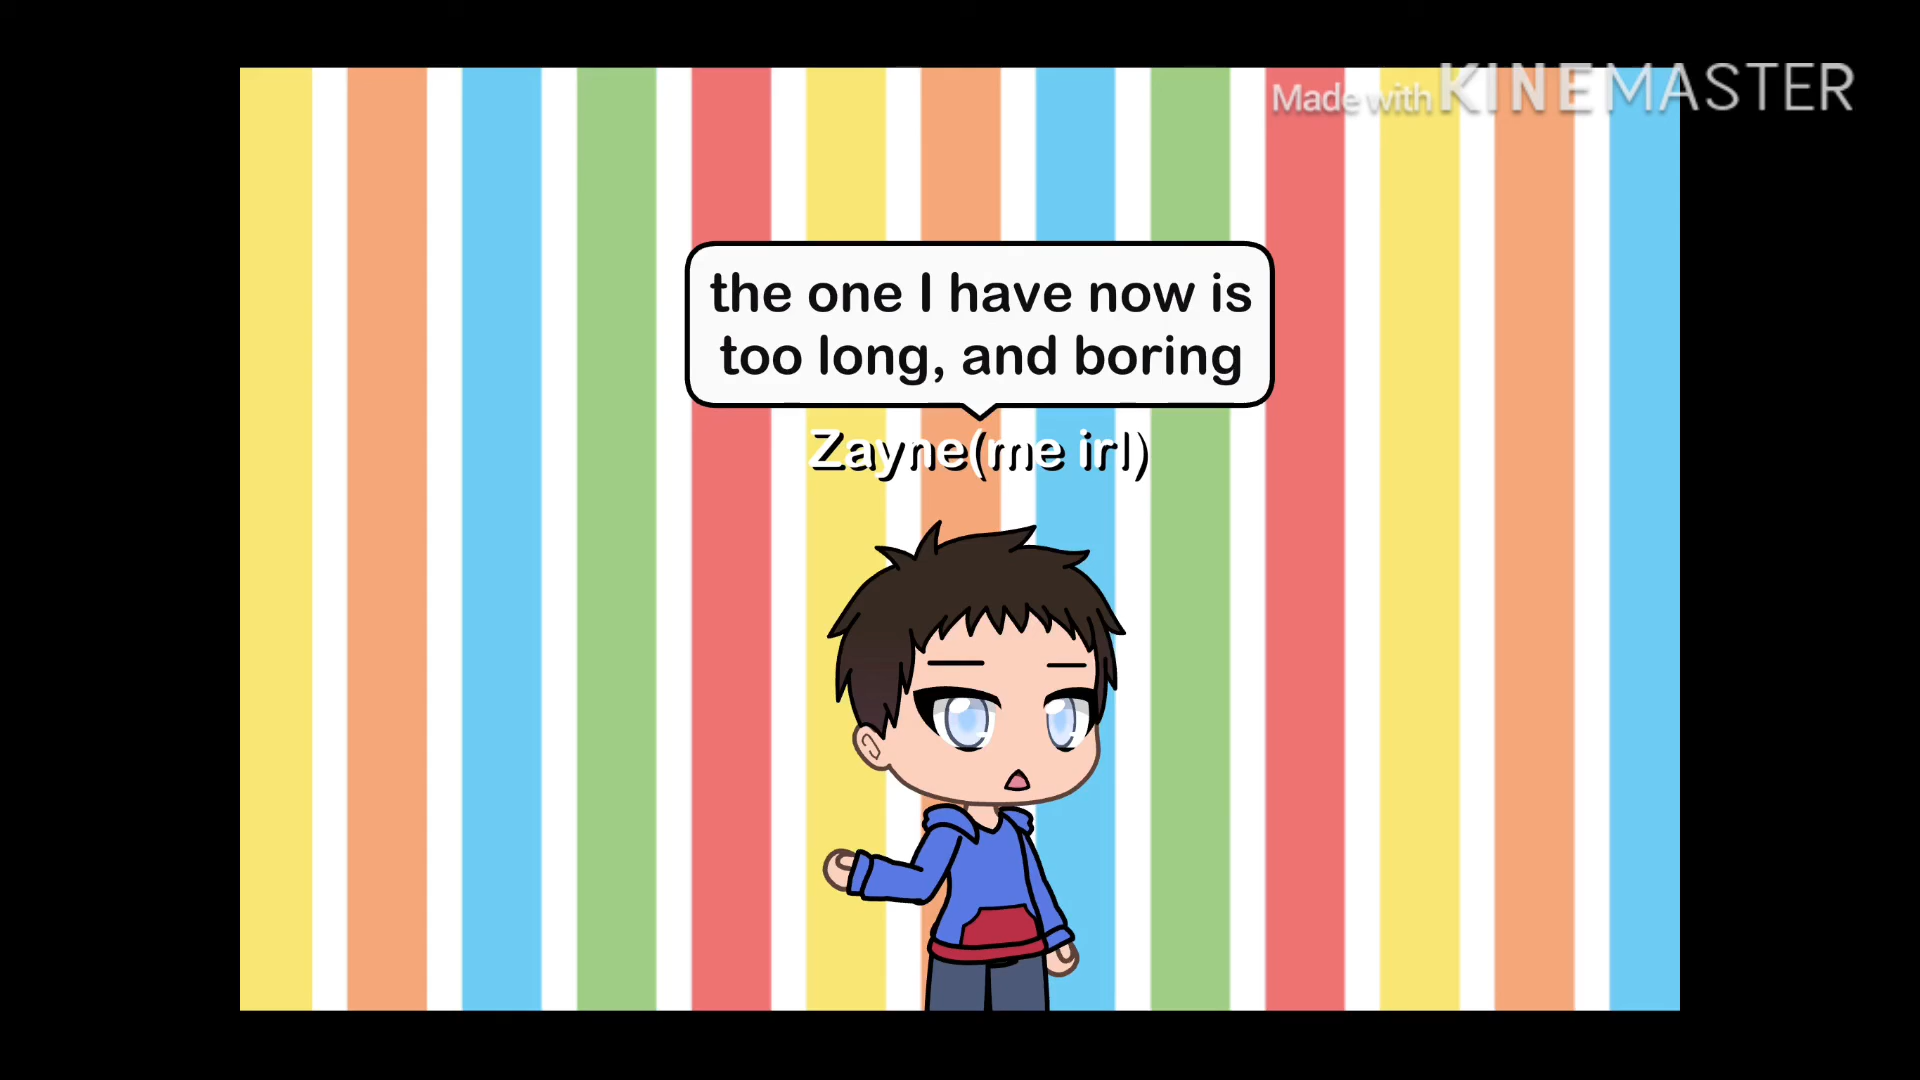 Made with KINEMASTER
the one I have now is
too long, and boring
Zayne(me irl)